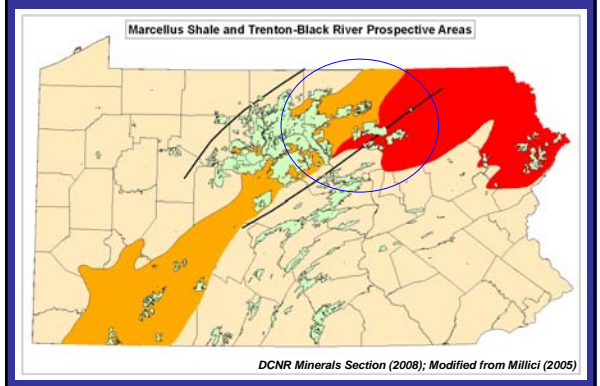 Marcellus Shale and Trenton-Black River Prospective Areas
DCNR Minerals Section (2008); Modified from Millici (2005)